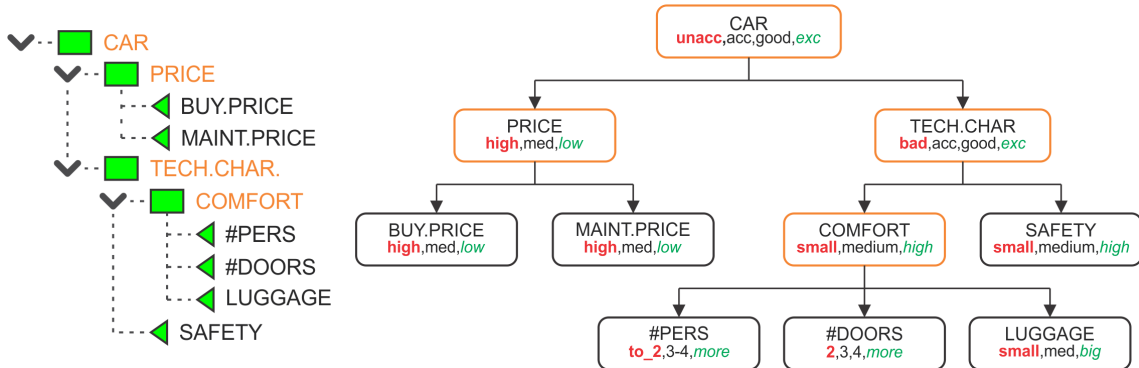 CAR
PRICE
BUY.PRICE
MAINT.PRICE
TECH.CHAR.
COMFORT
#PERS
#DOORS
LUGGAGE
SAFETY
CAR
unacc,acc,good,exc
PRICE
high,med,low
TECH.CHAR
bad,acc,good,exc
BUY.PRICE
high,med,low
MAINT.PRICE
high,med,low
COMFORT
small,medium,high
SAFETY
small,medium,high
#PERS
to_2,3-4,more
#DOORS
2,3,4,more
LUGGAGE
small,med,big